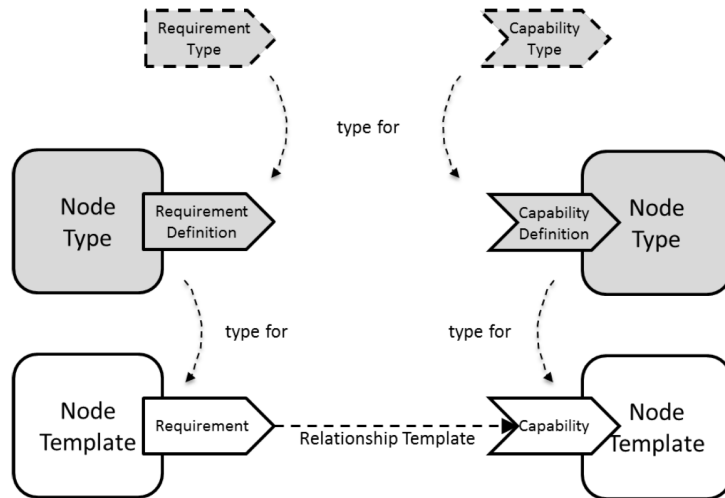 Requirement
Type
Capability
Type
type for
Node
Type
Requirement
Definition
Capability
Definition
Node
Type
type for
type for
Node
Template
Requirement
Relationship Template
Capability
Node
Template